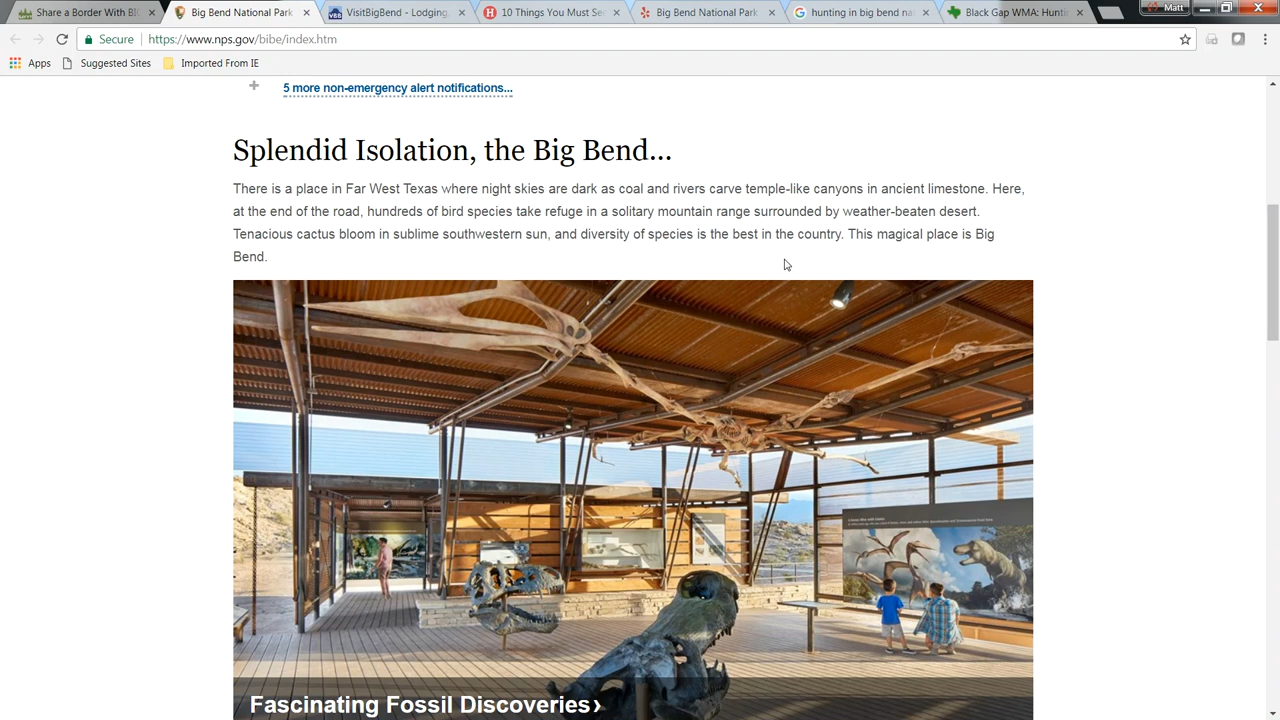 Share a Border With BIG
Big Bend National Park
VisitBigBend - Lodging,
10 Things You Must See
Big Bend National Park
hunting in big bend na
Black Gap WMA: Hunti
Matt
Secure
https://www.nps.gov/bibe/index.htm
Apps
Suggested Sites
Imported From IE
5 more non-emergency alert notifications...
Splendid Isolation, the Big Bend...
There is a place in Far West Texas where night skies are dark as coal and rivers carve temple-like canyons in ancient limestone. Here,
at the end of the road, hundreds of bird species take refuge in a solitary mountain range surrounded by weather-beaten desert.
Tenacious cactus bloom in sublime southwestern sun, and diversity of species is the best in the country. This magical place is Big
Bend.
Fascinating Fossil Discoveries›